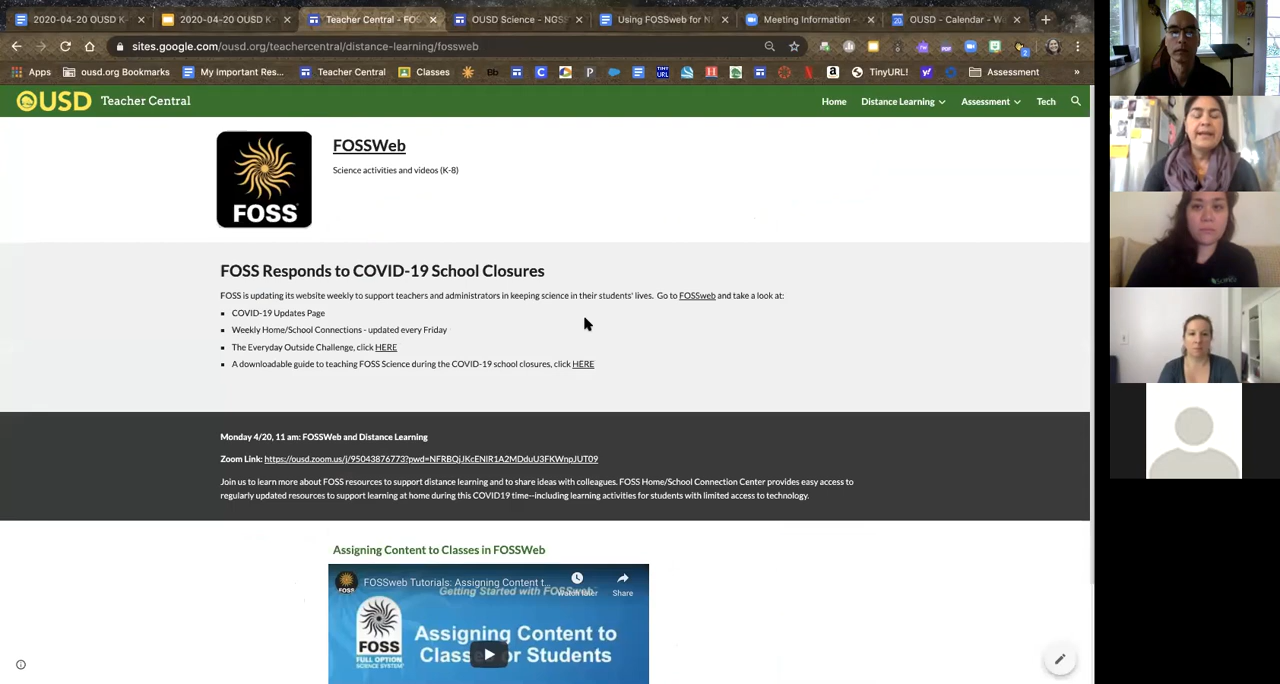 2020-04-20 OUSD K-
2020-04-20 OUSD K-
Teacher Central - FO
OUSD Science - NGS
Using FOSSweb for N
Meeting Information -
OUSD - Calendar - W
sites.google.com/ousd.org/teachercentral/distance-learning/fossweb
Apps
ousd.org Bookmarks
My Important Res...
Teacher Central
Classes
Bb
TINY URL
TinyURL!
Assessment
»
OUSD Teacher Central
Home
Distance Learning
Assessment
Tech
FOSS
FOSSWeb
Science activities and videos (K-8)
FOSS Responds to COVID-19 School Closures
FOSS is updating its website weekly to support teachers and administrators in keeping science in their students' lives. Go to FOSSweb and take a look at:
COVID-19 Updates Page
Weekly Home/School Connections - updated every Friday
The Everyday Outside Challenge, click HERE
A downloadable guide to teaching FOSS Science during the COVID-19 school closures, click HERE
Monday 4/20, 11 am: FOSSWeb and Distance Learning
Zoom Link: https://ousd.zoom.us/j/95043876773?pwd=NFRBQjJKcENIR1A2MDduU3FKWnpJUT09
Join us to learn more about FOSS resources to support distance learning and to share ideas with colleagues. FOSS Home/School Connection Center provides easy access to
regularly updated resources to support learning at home during this COVID19 time--including learning activities for students with limited access to technology.
Assigning Content to Classes in FOSSWeb
FOSSweb Tutorials: Assigning Content t...
Getting Started with FOSSweb
Watch later
Share
FOSS
FULL OPTION
SCIENCE SYSTEM
Assigning Content to
Classes or Students